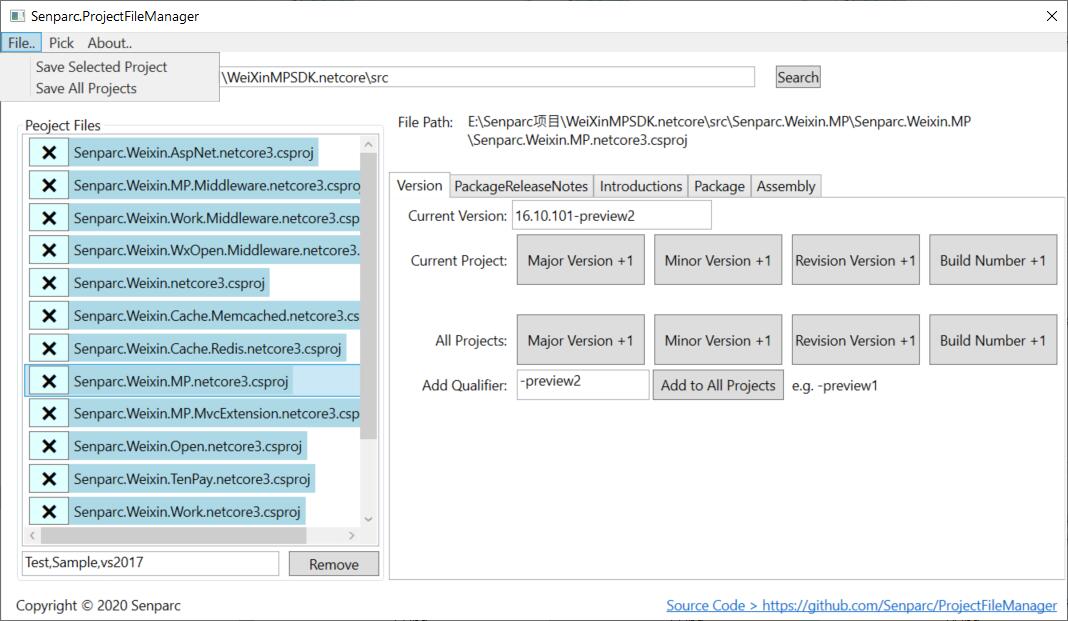 Senparc.ProjectFileManager
File.. Pick About..
Save Selected Project
Save All Projects
\WeiXinMPSDK.netcore\src
Search
Peoject Files
Senparc.Weixin.AspNet.netcore3.csproj
Senparc.Weixin.MP.Middleware.netcore3.cspro
Senparc.Weixin.Work.Middleware.netcore3.csp
Senparc.Weixin.WxOpen.Middleware.netcore3.
Senparc.Weixin.netcore3.csproj
Senparc.Weixin.Cache.Memcached.netcore3.cs
Senparc.Weixin.Cache.Redis.netcore3.csproj
Senparc.Weixin.MP.netcore3.csproj
Senparc.Weixin.MP.MvcExtension.netcore3.csp
Senparc.Weixin.Open.netcore3.csproj
Senparc.Weixin.TenPay.netcore3.csproj
Senparc.Weixin.Work.netcore3.csproj
Test,Sample,vs2017
Remove
File Path: E:\Senparc项目\WeiXinMPSDK.netcore\src\Senparc.Weixin.MP\Senparc.Weixin.MP
\Senparc.Weixin.MP.netcore3.csproj
Version PackageReleaseNotes Introductions Package Assembly
Current Version: 16.10.101-preview2
Current Project: Major Version +1 Minor Version +1 Revision Version +1 Build Number +1
All Projects: Major Version +1 Minor Version +1 Revision Version +1 Build Number +1
Add Qualifier: -preview2 Add to All Projects e.g. -preview1
Copyright © 2020 Senparc
Source Code > https://github.com/Senparc/ProjectFileManager